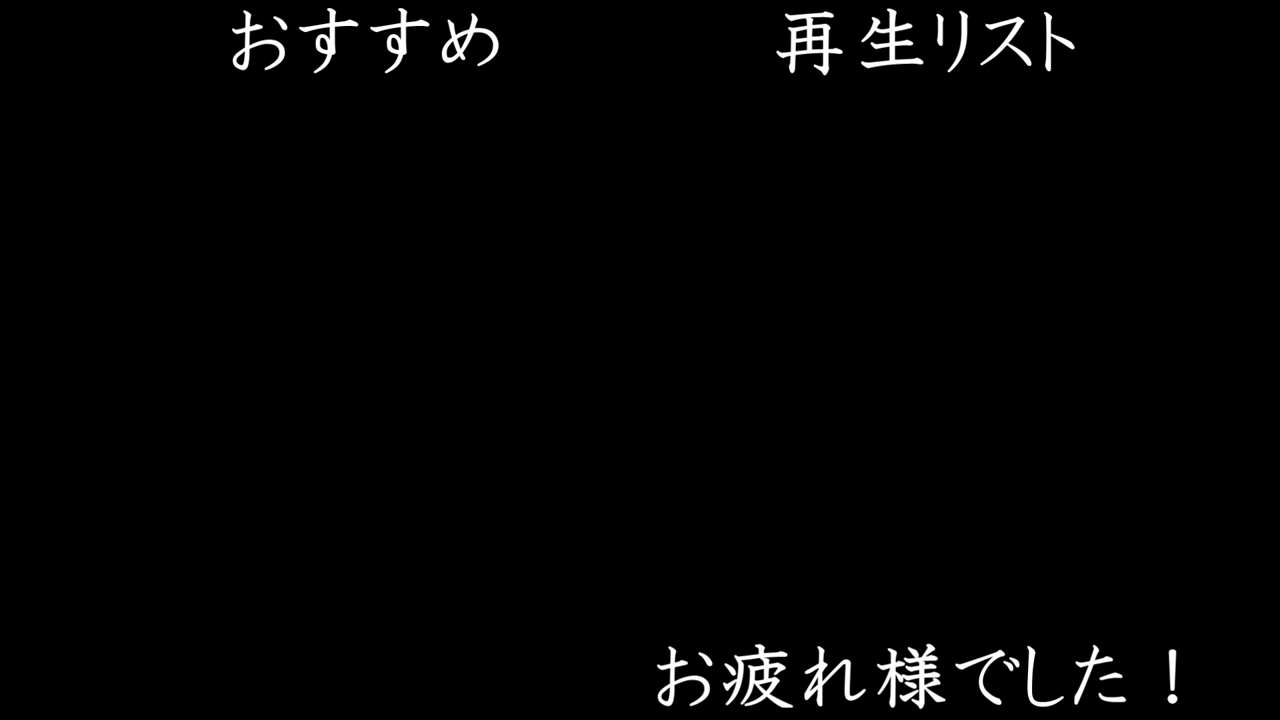 おすすめ
再生リスト
お疲れ様でした！